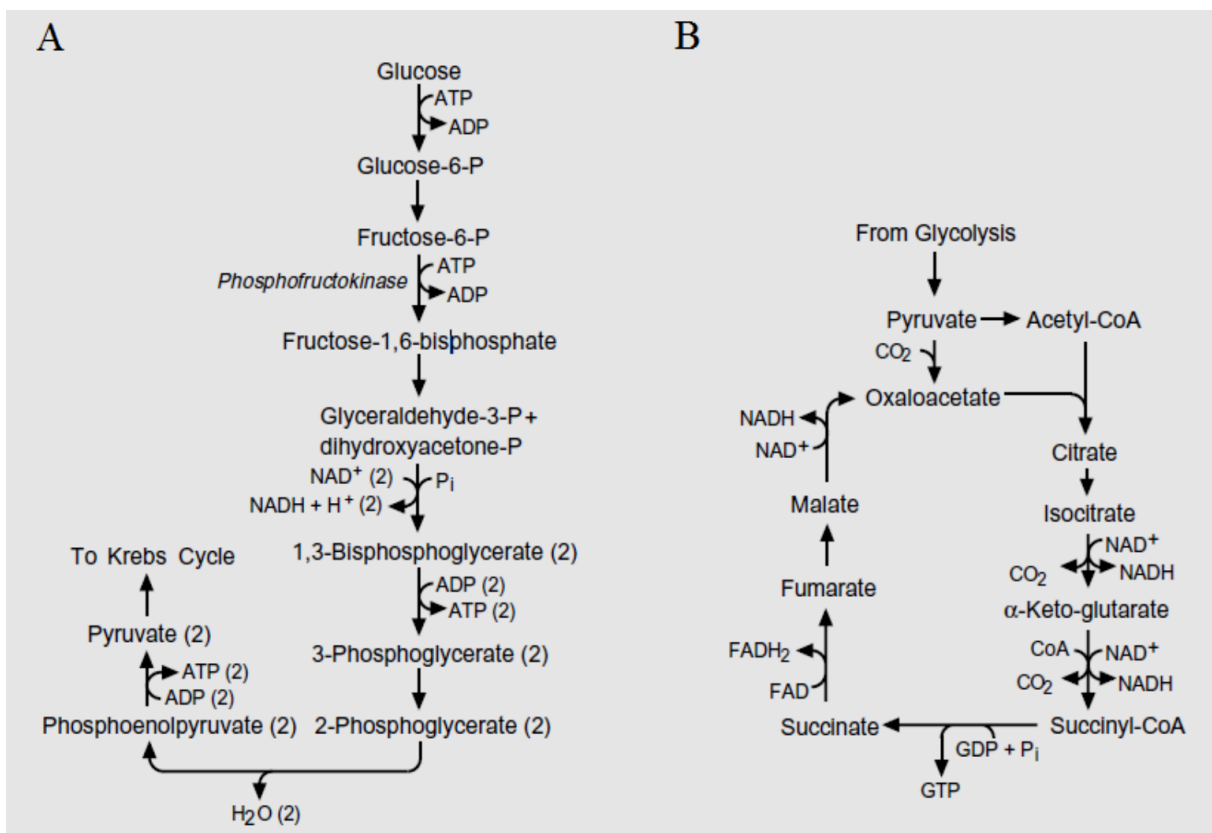 A
Glucose
ATP
ADP
Glucose-6-P
Fructose-6-P
Phosphofructokinase
ATP
ADP
Fructose-1,6-bisphosphate
Glyceraldehyde-3-P+
dihydroxyacetone-P
NAD⁺ (2)
Pᵢ
NADH + H⁺ (2)
1,3-Bisphosphoglycerate (2)
ADP (2)
ATP (2)
3-Phosphoglycerate (2)
2-Phosphoglycerate (2)
H₂O (2)
Phosphoenolpyruvate (2)
ADP (2)
ATP (2)
Pyruvate (2)
To Krebs Cycle
B
From Glycolysis
Pyruvate
Acetyl-CoA
CO₂
Oxaloacetate
Citrate
Isocitrate
NAD⁺
CO₂
NADH
α-Keto-glutarate
CoA
NAD⁺
CO₂
NADH
Succinyl-CoA
GDP + Pᵢ
GTP
Succinate
FAD
FADH₂
Fumarate
Malate
NAD⁺
NADH